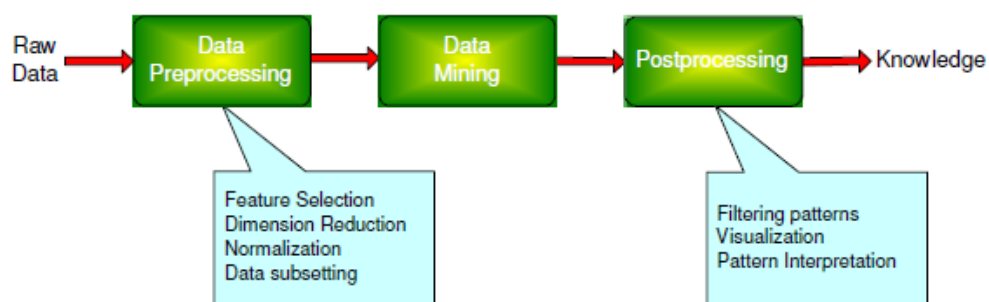 Raw
Data
Data
Preprocessing
Data
Mining
Postprocessing
Knowledge
Feature Selection
Dimension Reduction
Normalization
Data subsetting
Filtering patterns
Visualization
Pattern Interpretation